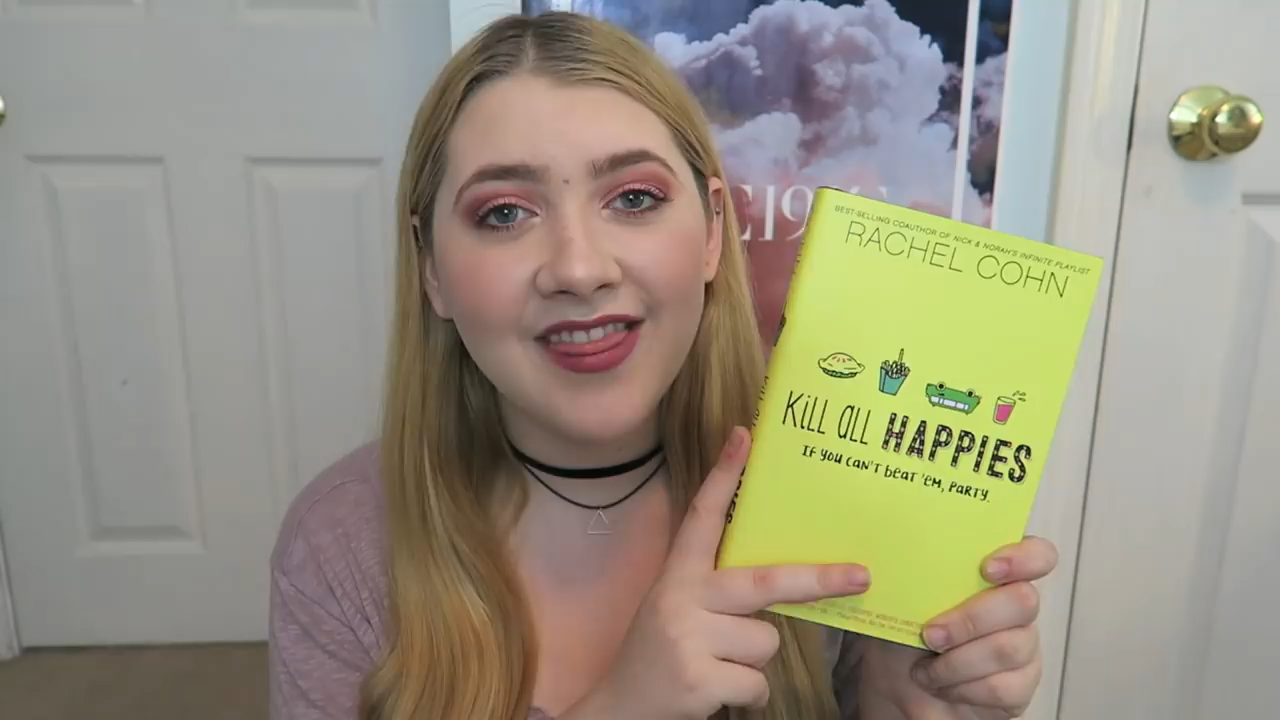 BEST-SELLING COAUTHOR OF NICK & NORAH'S INFINITE PLAYLIST
RACHEL COHN
KILL ALL HAPPIES
IF YOU CAN'T BEAT 'EM, PARTY.